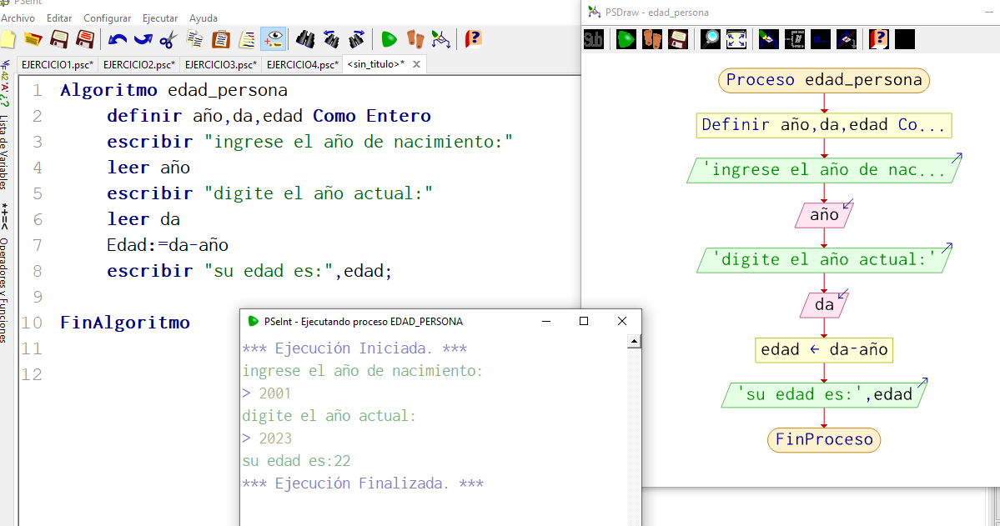 PSeInt
Archivo Editar Configurar Ejecutar Ayuda
EJERCICIO1.psc* EJERCICIO2.psc* EJERCICIO3.psc* EJERCICIO4.psc* <sin_titulo>*
Lista de Variables
*+=< Operadores y Funciones
1 Algoritmo edad_persona
2 definir año,da,edad Como Entero
3 escribir "ingrese el año de nacimiento:"
4 leer año
5 escribir "digite el año actual:"
6 leer da
7 Edad:=da-año
8 escribir "su edad es:",edad;
9
10 FinAlgoritmo
11
12
PSeInt - Ejecutando proceso EDAD_PERSONA
*** Ejecución Iniciada. ***
ingrese el año de nacimiento:
> 2001
digite el año actual:
> 2023
su edad es:22
*** Ejecución Finalizada. ***
PSDraw - edad_persona
Proceso edad_persona
Definir año,da,edad Co...
'ingrese el año de nac...
año
'digite el año actual:'
da
edad ← da-año
'su edad es:',edad
FinProceso